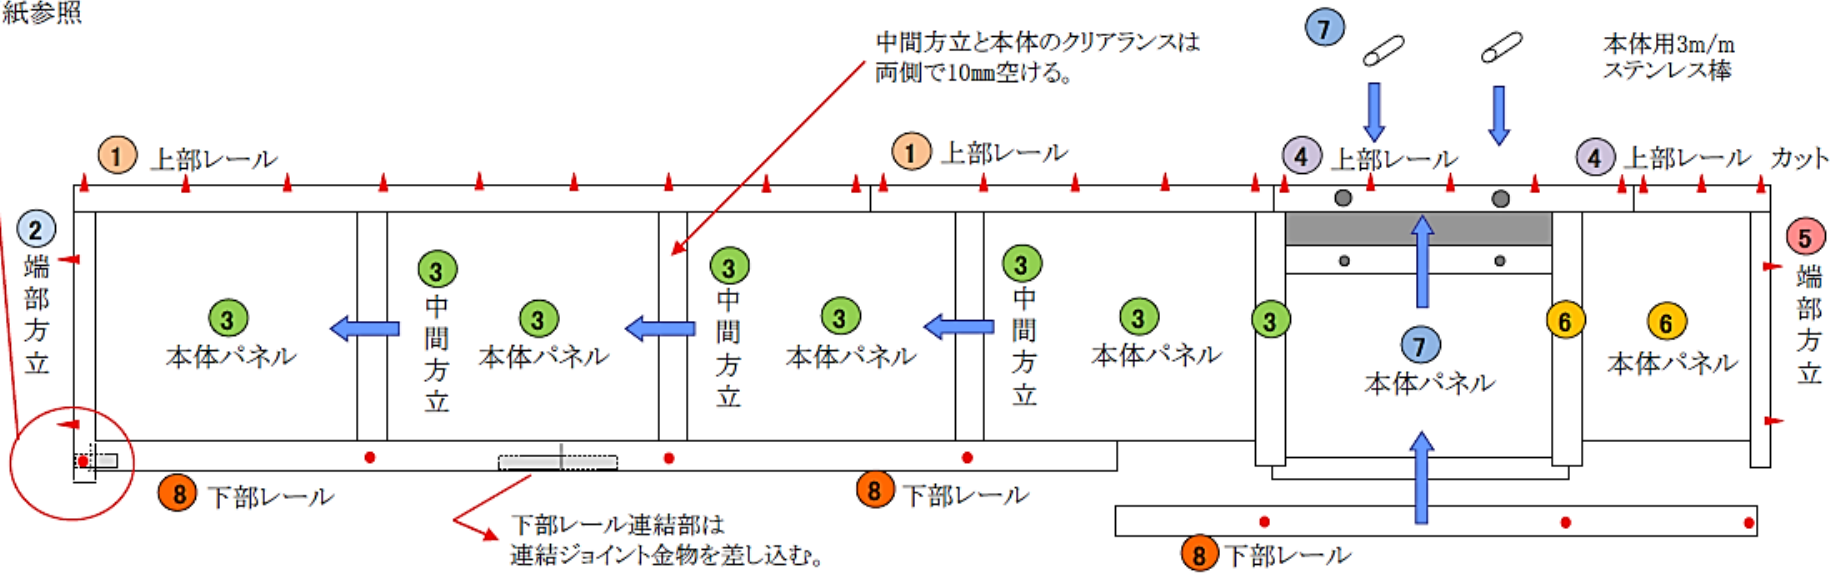 紙参照
中間方立と本体のクリアランスは
両側で10mm空ける。
7
本体用3m/m
ステンレス棒
1 上部レール
1 上部レール
4 上部レール
4 上部レール カット
2
端部方立
3
中間方立
3
中間方立
3
中間方立
5
端部方立
3
本体パネル
3
本体パネル
3
本体パネル
3
本体パネル
3
7
本体パネル
6
6
本体パネル
8 下部レール
8 下部レール
下部レール連結部は
連結ジョイント金物を差し込む。
8 下部レール